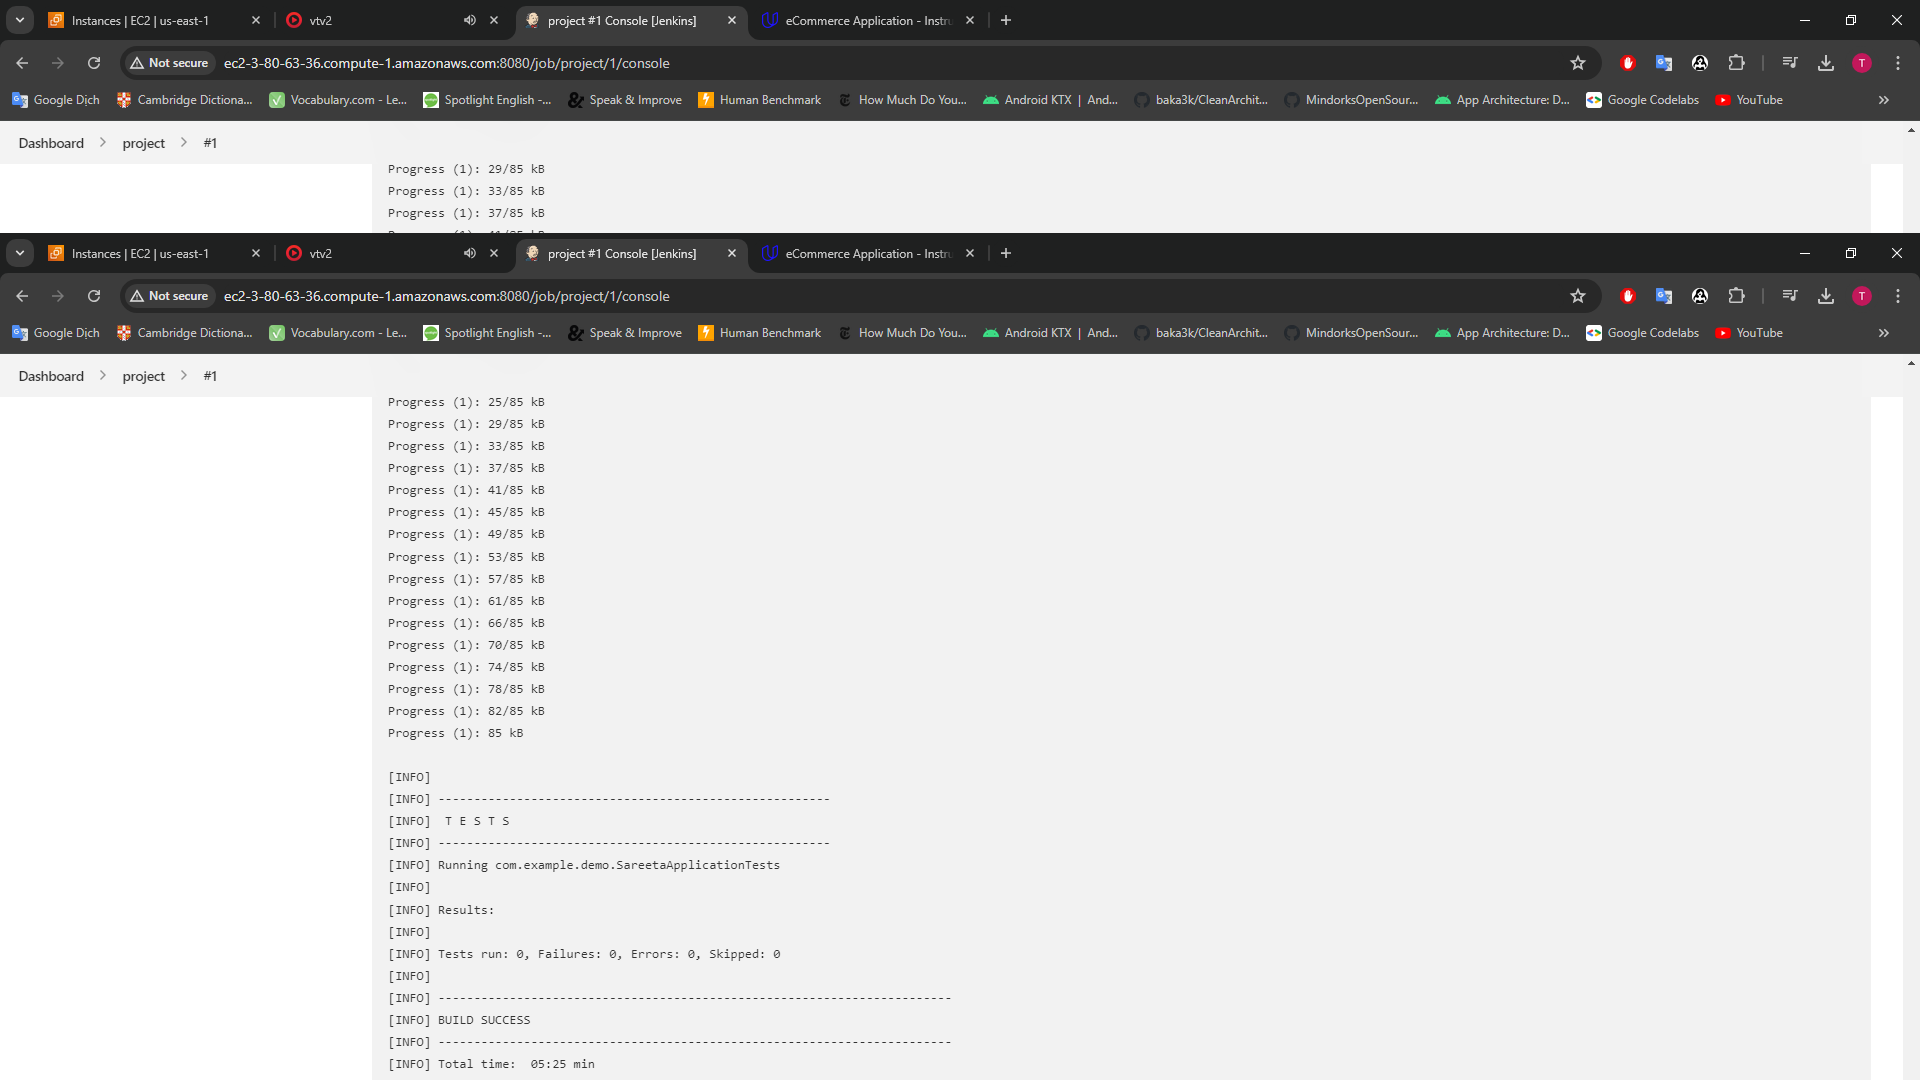 Instances | EC2 | us-east-1
vtv2
project #1 Console [Jenkins]
eCommerce Application - Instru
Not secure
ec2-3-80-63-36.compute-1.amazonaws.com:8080/job/project/1/console
T
Google Dịch
Cambridge Dictiona...
Vocabulary.com - Le...
Spotlight English -...
Speak & Improve
Human Benchmark
How Much Do You...
Android KTX | And...
baka3k/CleanArchit...
MindorksOpenSour...
App Architecture: D...
Google Codelabs
YouTube
Dashboard
project
#1
Progress (1): 29/85 kB
Progress (1): 33/85 kB
Progress (1): 37/85 kB
Progress (1): 41/85 kB
Instances | EC2 | us-east-1
vtv2
project #1 Console [Jenkins]
eCommerce Application - Instru
Not secure
ec2-3-80-63-36.compute-1.amazonaws.com:8080/job/project/1/console
T
Google Dịch
Cambridge Dictiona...
Vocabulary.com - Le...
Spotlight English -...
Speak & Improve
Human Benchmark
How Much Do You...
Android KTX | And...
baka3k/CleanArchit...
MindorksOpenSour...
App Architecture: D...
Google Codelabs
YouTube
Dashboard
project
#1
Progress (1): 25/85 kB
Progress (1): 29/85 kB
Progress (1): 33/85 kB
Progress (1): 37/85 kB
Progress (1): 41/85 kB
Progress (1): 45/85 kB
Progress (1): 49/85 kB
Progress (1): 53/85 kB
Progress (1): 57/85 kB
Progress (1): 61/85 kB
Progress (1): 66/85 kB
Progress (1): 70/85 kB
Progress (1): 74/85 kB
Progress (1): 78/85 kB
Progress (1): 82/85 kB
Progress (1): 85 kB
[INFO]
[INFO] -------------------------------------------------------
[INFO]  T E S T S
[INFO] -------------------------------------------------------
[INFO] Running com.example.demo.SareetaApplicationTests
[INFO]
[INFO] Results:
[INFO]
[INFO] Tests run: 0, Failures: 0, Errors: 0, Skipped: 0
[INFO]
[INFO] ------------------------------------------------------------------------
[INFO] BUILD SUCCESS
[INFO] ------------------------------------------------------------------------
[INFO] Total time:  05:25 min